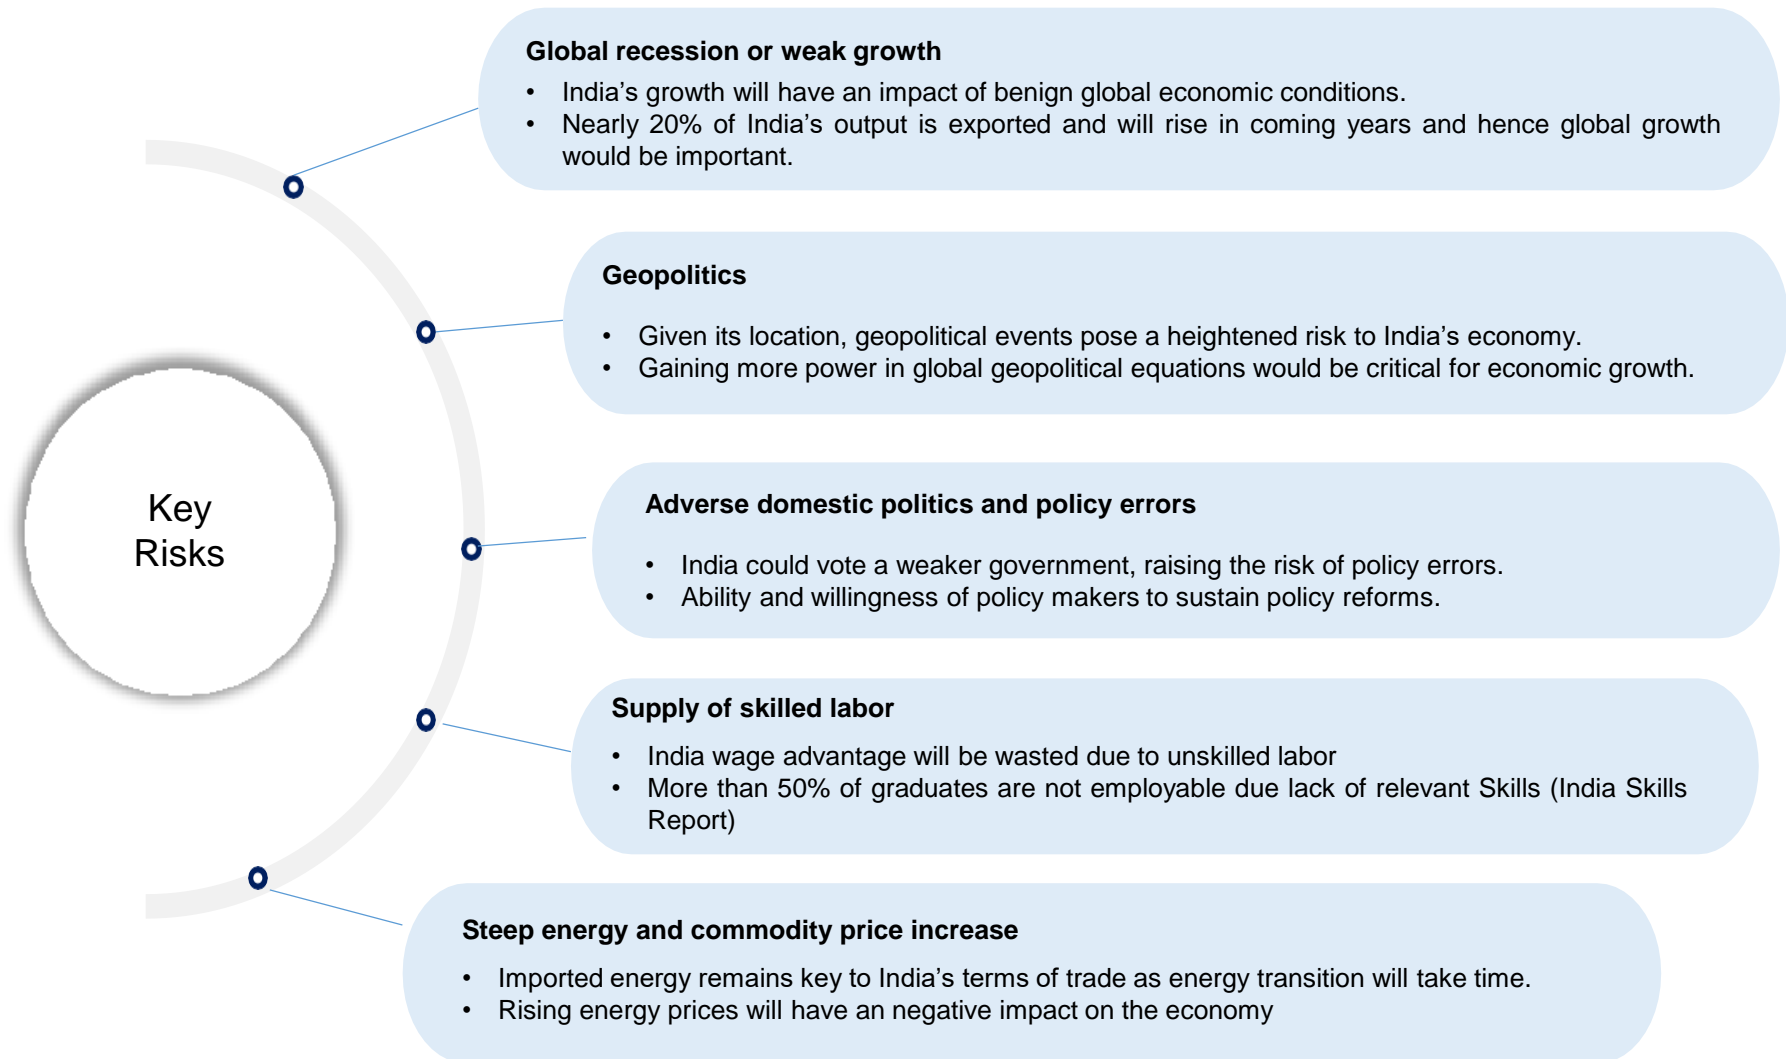 Global recession or weak growth
• India’s growth will have an impact of benign global economic conditions.
• Nearly 20% of India’s output is exported and will rise in coming years and hence global growth
would be important.
Geopolitics
• Given its location, geopolitical events pose a heightened risk to India’s economy.
• Gaining more power in global geopolitical equations would be critical for economic growth.
Key
Risks
Adverse domestic politics and policy errors
• India could vote a weaker government, raising the risk of policy errors.
• Ability and willingness of policy makers to sustain policy reforms.
Supply of skilled labor
• India wage advantage will be wasted due to unskilled labor
• More than 50% of graduates are not employable due lack of relevant Skills (India Skills
Report)
Steep energy and commodity price increase
• Imported energy remains key to India’s terms of trade as energy transition will take time.
• Rising energy prices will have an negative impact on the economy